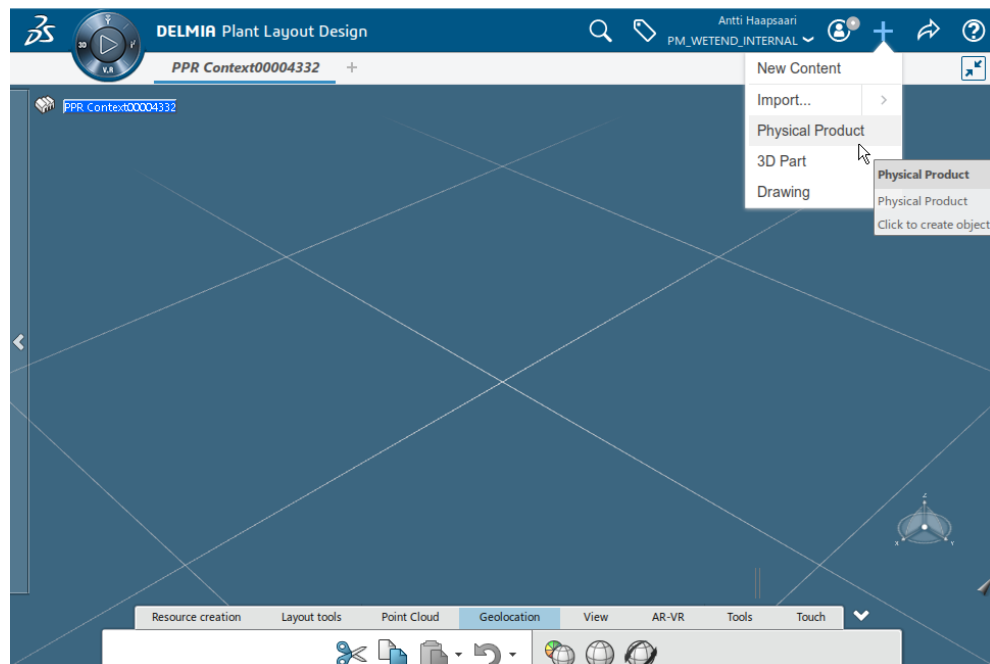 DELMIA Plant Layout Design
Antti Haapsaari
PM_WETEND_INTERNAL
3D
V.R
PPR Context00004332
New Content
PPR Context00004332
Import...
Physical Product
3D Part
Drawing
Physical Product
Physical Product
Click to create object
z
x
Y
Resource creation
Layout tools
Point Cloud
Geolocation
View
AR-VR
Tools
Touch